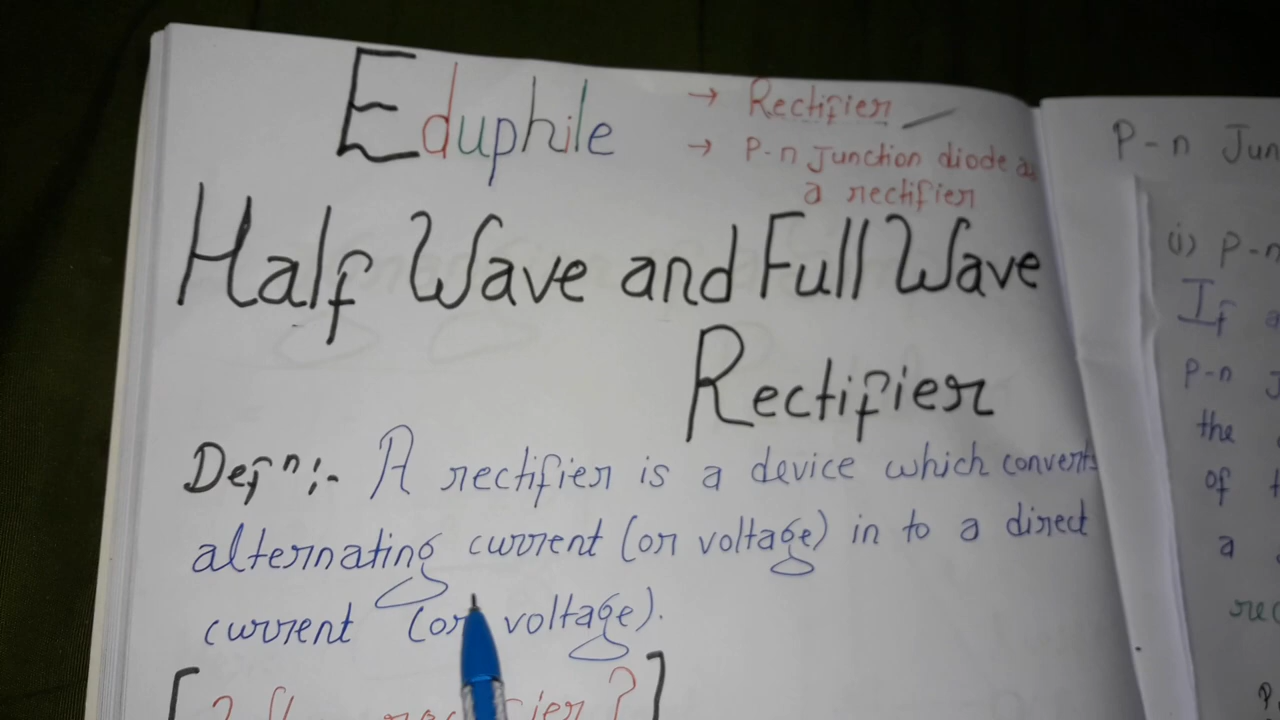 Eduphile
→ Rectifier
→ P-n Junction diode as
a rectifier
Half Wave and Full Wave
Rectifier
Defⁿ:- A rectifier is a device which converts
alternating current (or voltage) in to a direct
current (or voltage).
P-n Jun
(i) P-n
If
P-n J
the
of t
a
rec